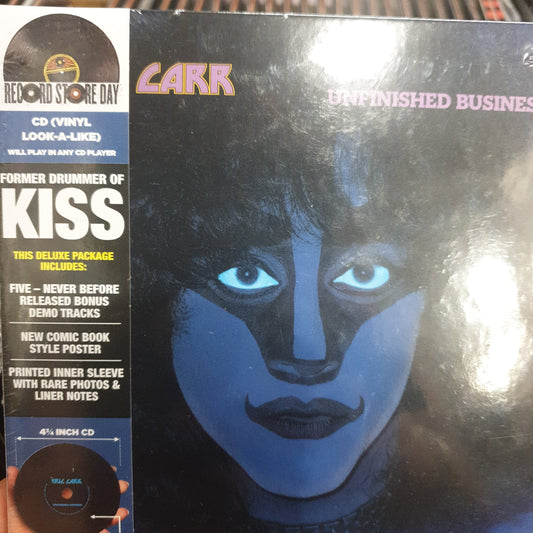 RECORD STORE DAY
CD (VINYL
LOOK-A-LIKE)
WILL PLAY IN ANY CD PLAYER
FORMER DRUMMER OF
KISS
THIS DELUXE PACKAGE
INCLUDES:
FIVE – NEVER BEFORE
RELEASED BONUS
DEMO TRACKS
NEW COMIC BOOK
STYLE POSTER
PRINTED INNER SLEEVE
WITH RARE PHOTOS &
LINER NOTES
4¾ INCH CD
ERIC CARR
CARR
UNFINISHED BUSINES